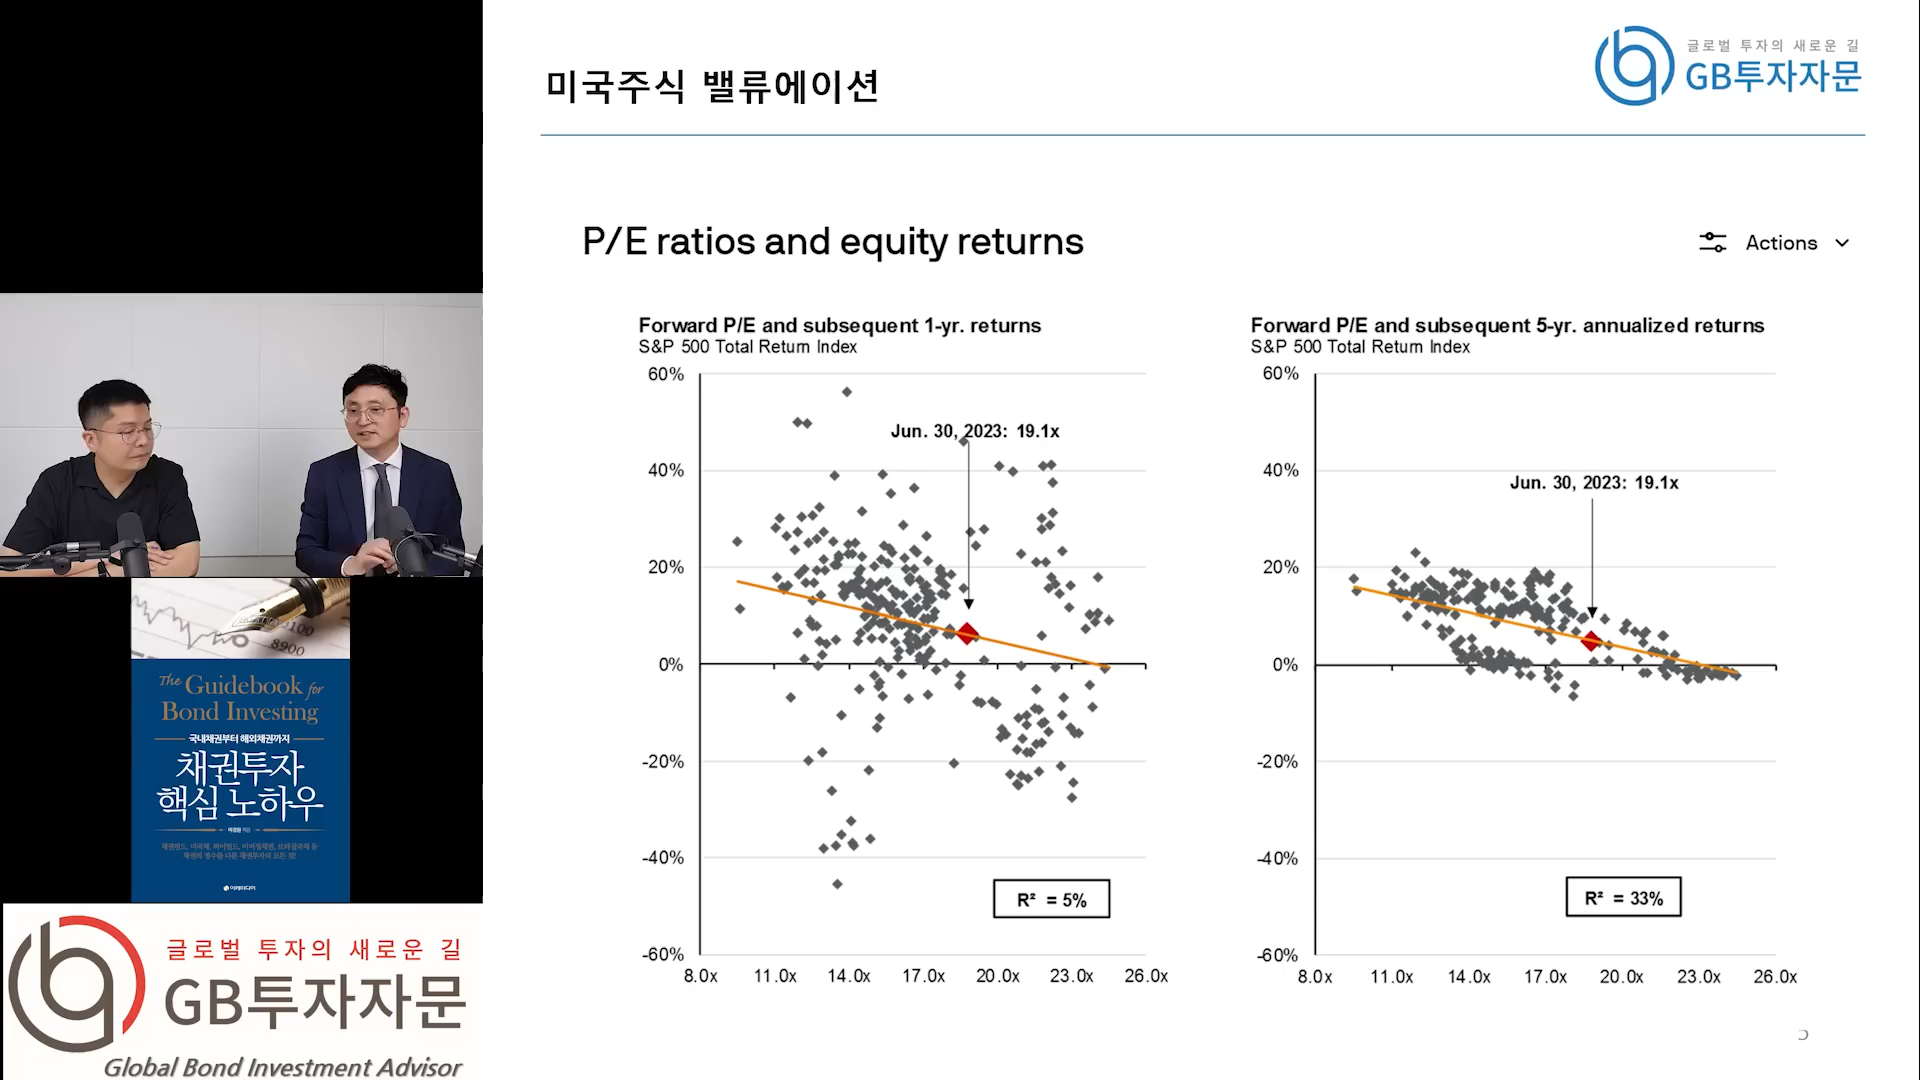 미국주식 밸류에이션
글로벌 투자의 새로운 길
GB투자자문
P/E ratios and equity returns
Actions
Forward P/E and subsequent 1-yr. returns
S&P 500 Total Return Index
60%
40%
20%
0%
-20%
-40%
-60%
Jun. 30, 2023: 19.1x
R² = 5%
8.0x 11.0x 14.0x 17.0x 20.0x 23.0x 26.0x
Forward P/E and subsequent 5-yr. annualized returns
S&P 500 Total Return Index
60%
40%
20%
0%
-20%
-40%
-60%
Jun. 30, 2023: 19.1x
R² = 33%
8.0x 11.0x 14.0x 17.0x 20.0x 23.0x 26.0x
5
8900
The Guidebook for
Bond Investing
국내채권부터 해외채권까지
채권투자
핵심 노하우
글로벌 투자의 새로운 길
GB투자자문
Global Bond Investment Advisor